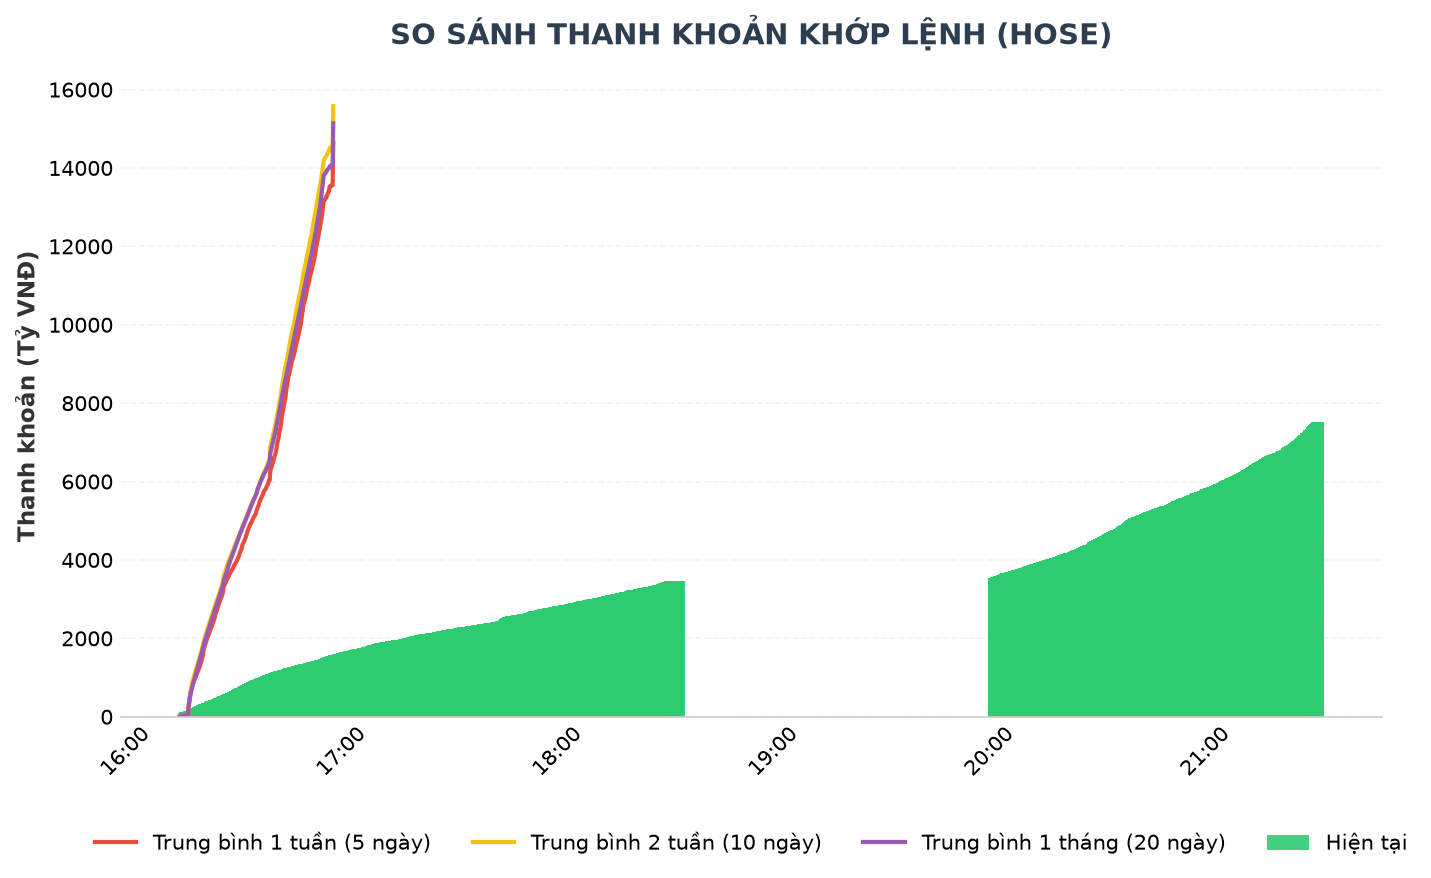 SO SÁNH THANH KHOẢN KHỚP LỆNH (HOSE)
Thanh khoản (Tỷ VNĐ)
16000
14000
12000
10000
8000
6000
4000
2000
0
16:00 17:00 18:00 19:00 20:00 21:00
Trung bình 1 tuần (5 ngày) Trung bình 2 tuần (10 ngày) Trung bình 1 tháng (20 ngày) Hiện tại